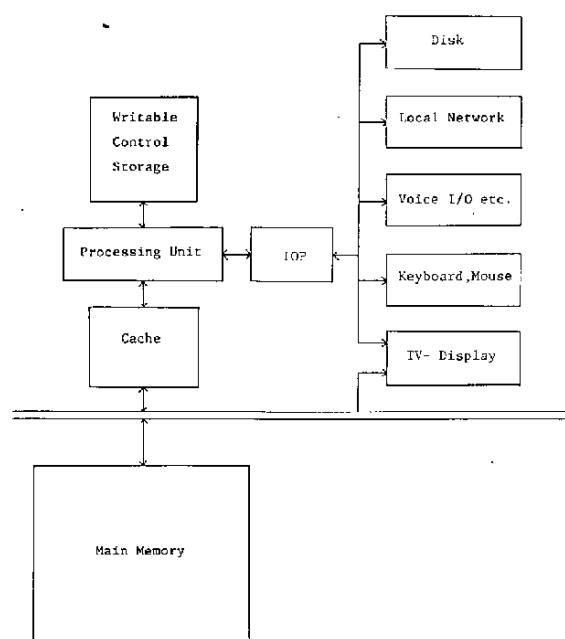 Disk
Writable
Control
Storage
Local Network
Voice I/O etc.
Processing Unit
IOP
Keyboard,Mouse
Cache
TV- Display
Main Memory